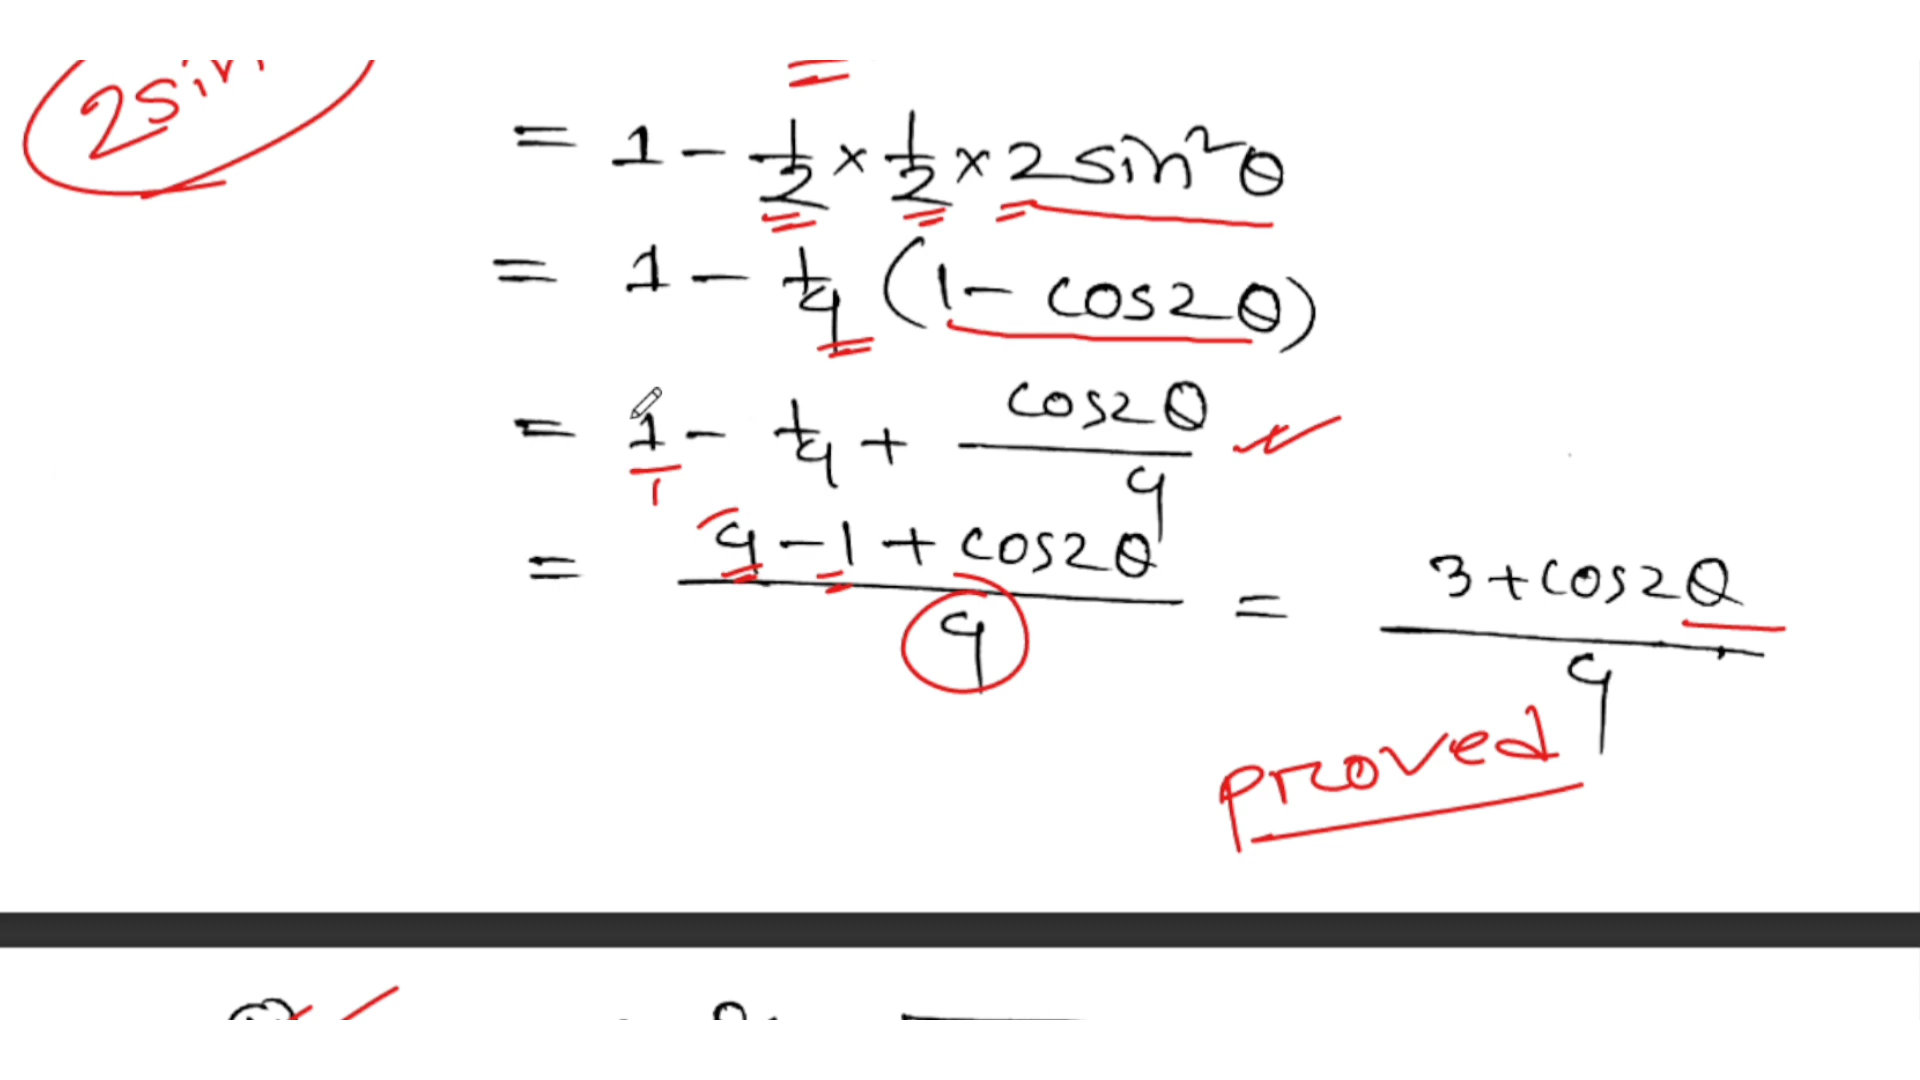 2sin
= 1 - 1/2 × 1/2 × 2sin²θ
= 1 - 1/4 (1 - cos2θ)
= 1/1 - 1/4 + cos2θ/4
= (4 - 1 + cos2θ)/4 = (3 + cos2θ)/4
proved